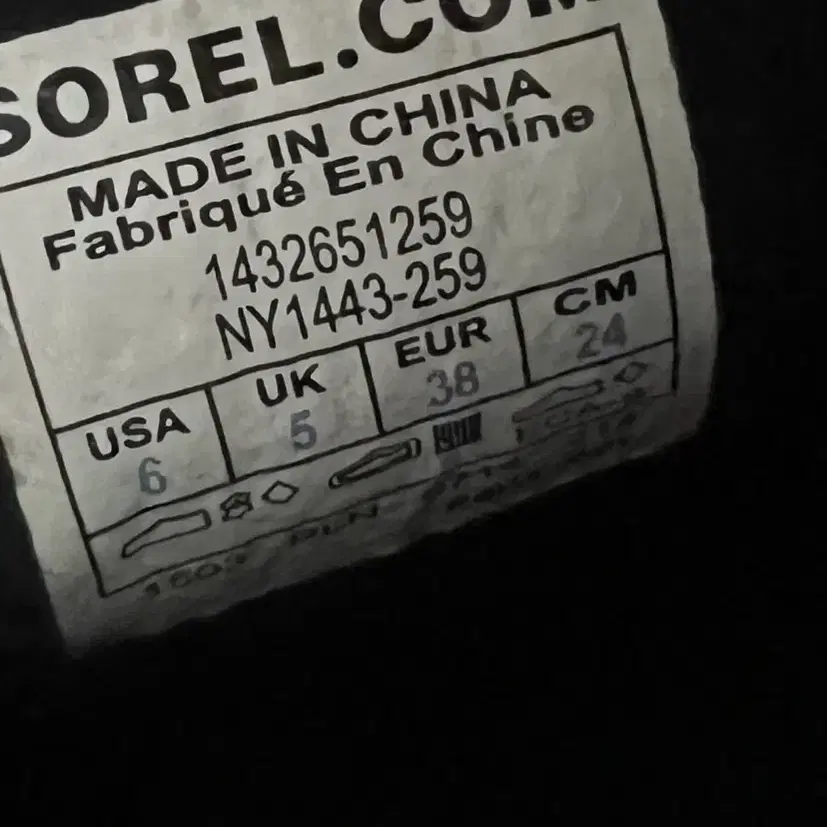 SOREL.COM
MADE IN CHINA
Fabriqué En Chine
1432651259
NY1443-259
USA UK EUR CM
6 5 38 24